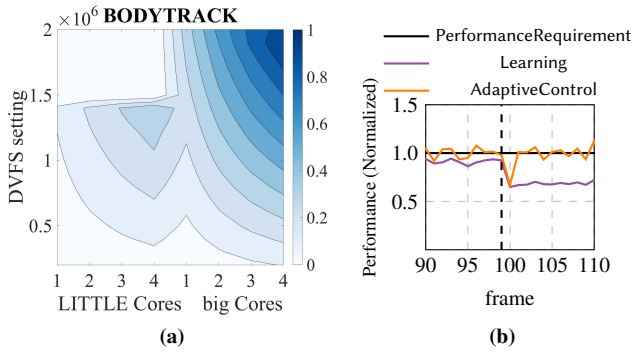 BODYTRACK
×10⁶
2
1.5
1
0.5
DVFS setting
1 2 3 4 1 2 3 4
LITTLE Cores big Cores
1
0.8
0.6
0.4
0.2
0
(a)
PerformanceRequirement
Learning
AdaptiveControl
Performance (Normalized)
1.5
1.0
0.5
90 95 100 105 110
frame
(b)